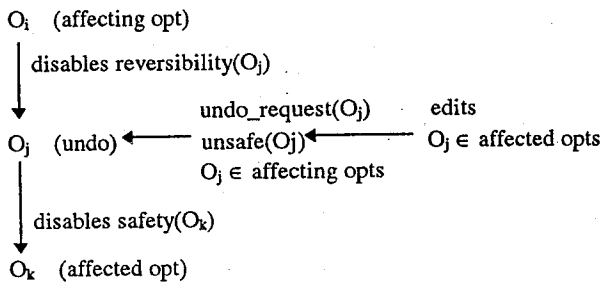 Oi (affecting opt)
disables reversibility(Oj)
undo_request(Oj) edits
Oj (undo) unsafe(Oj) Oj ∈ affected opts
Oj ∈ affecting opts
disables safety(Ok)
Ok (affected opt)